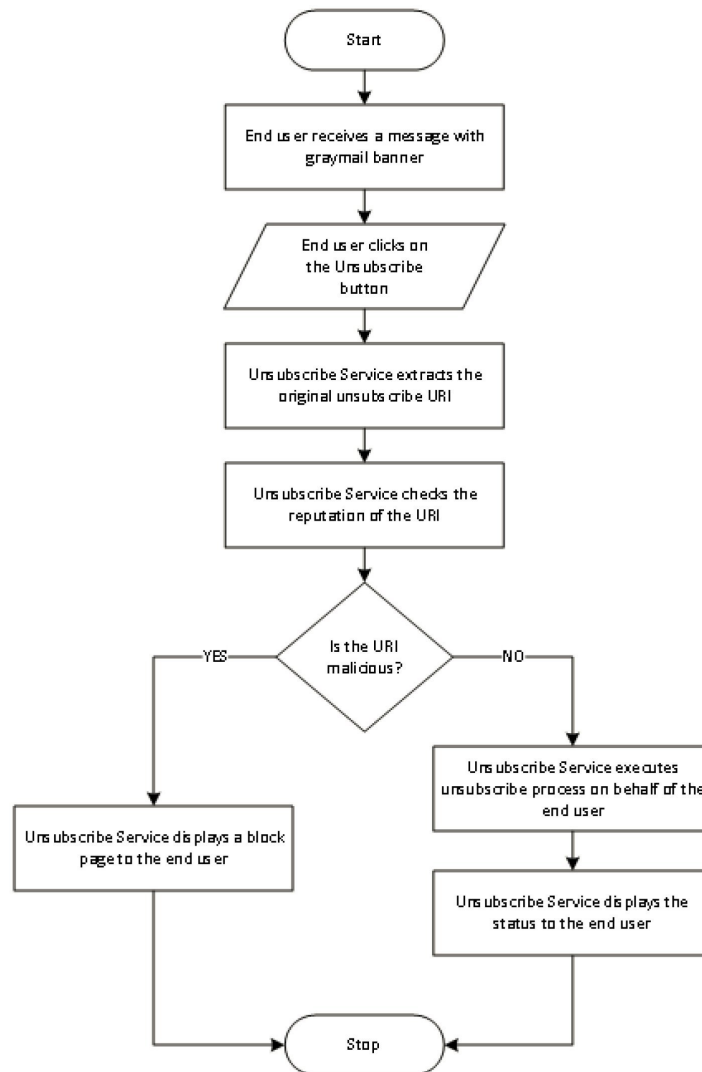 Start
End user receives a message with
graymail banner
End user clicks on
the Unsubscribe
button
Unsubscribe Service extracts the
original unsubscribe URI
Unsubscribe Service checks the
reputation of the URI
Is the URI
malicious?
YES
NO
Unsubscribe Service executes
unsubscribe process on behalf of the
end user
Unsubscribe Service displays a block
page to the end user
Unsubscribe Service displays the
status to the end user
Stop